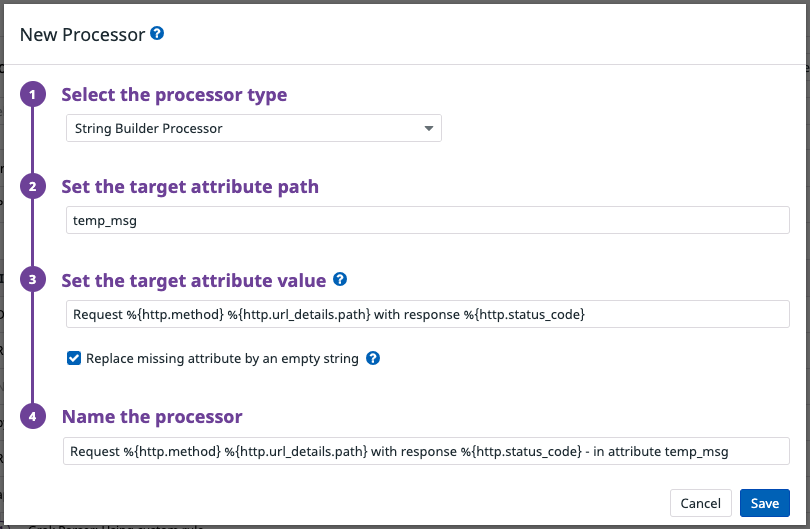 New Processor ?
1 Select the processor type
String Builder Processor
2 Set the target attribute path
temp_msg
3 Set the target attribute value ?
Request %{http.method} %{http.url_details.path} with response %{http.status_code}
Replace missing attribute by an empty string ?
4 Name the processor
Request %{http.method} %{http.url_details.path} with response %{http.status_code} - in attribute temp_msg
Cancel Save